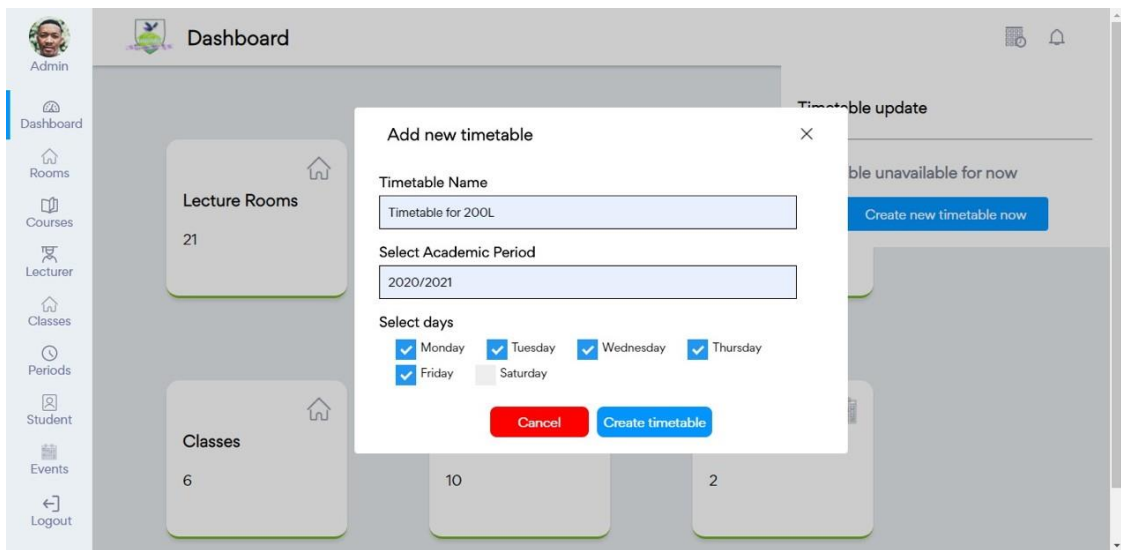 Admin
Dashboard
Dashboard
Rooms
Courses
Lecturer
Classes
Periods
Student
Events
Logout
Timetable update
ble unavailable for now
Create new timetable now
Lecture Rooms
21
Classes
6
10
2
Add new timetable
Timetable Name
Timetable for 200L
Select Academic Period
2020/2021
Select days
Monday Tuesday Wednesday Thursday
Friday Saturday
Cancel Create timetable